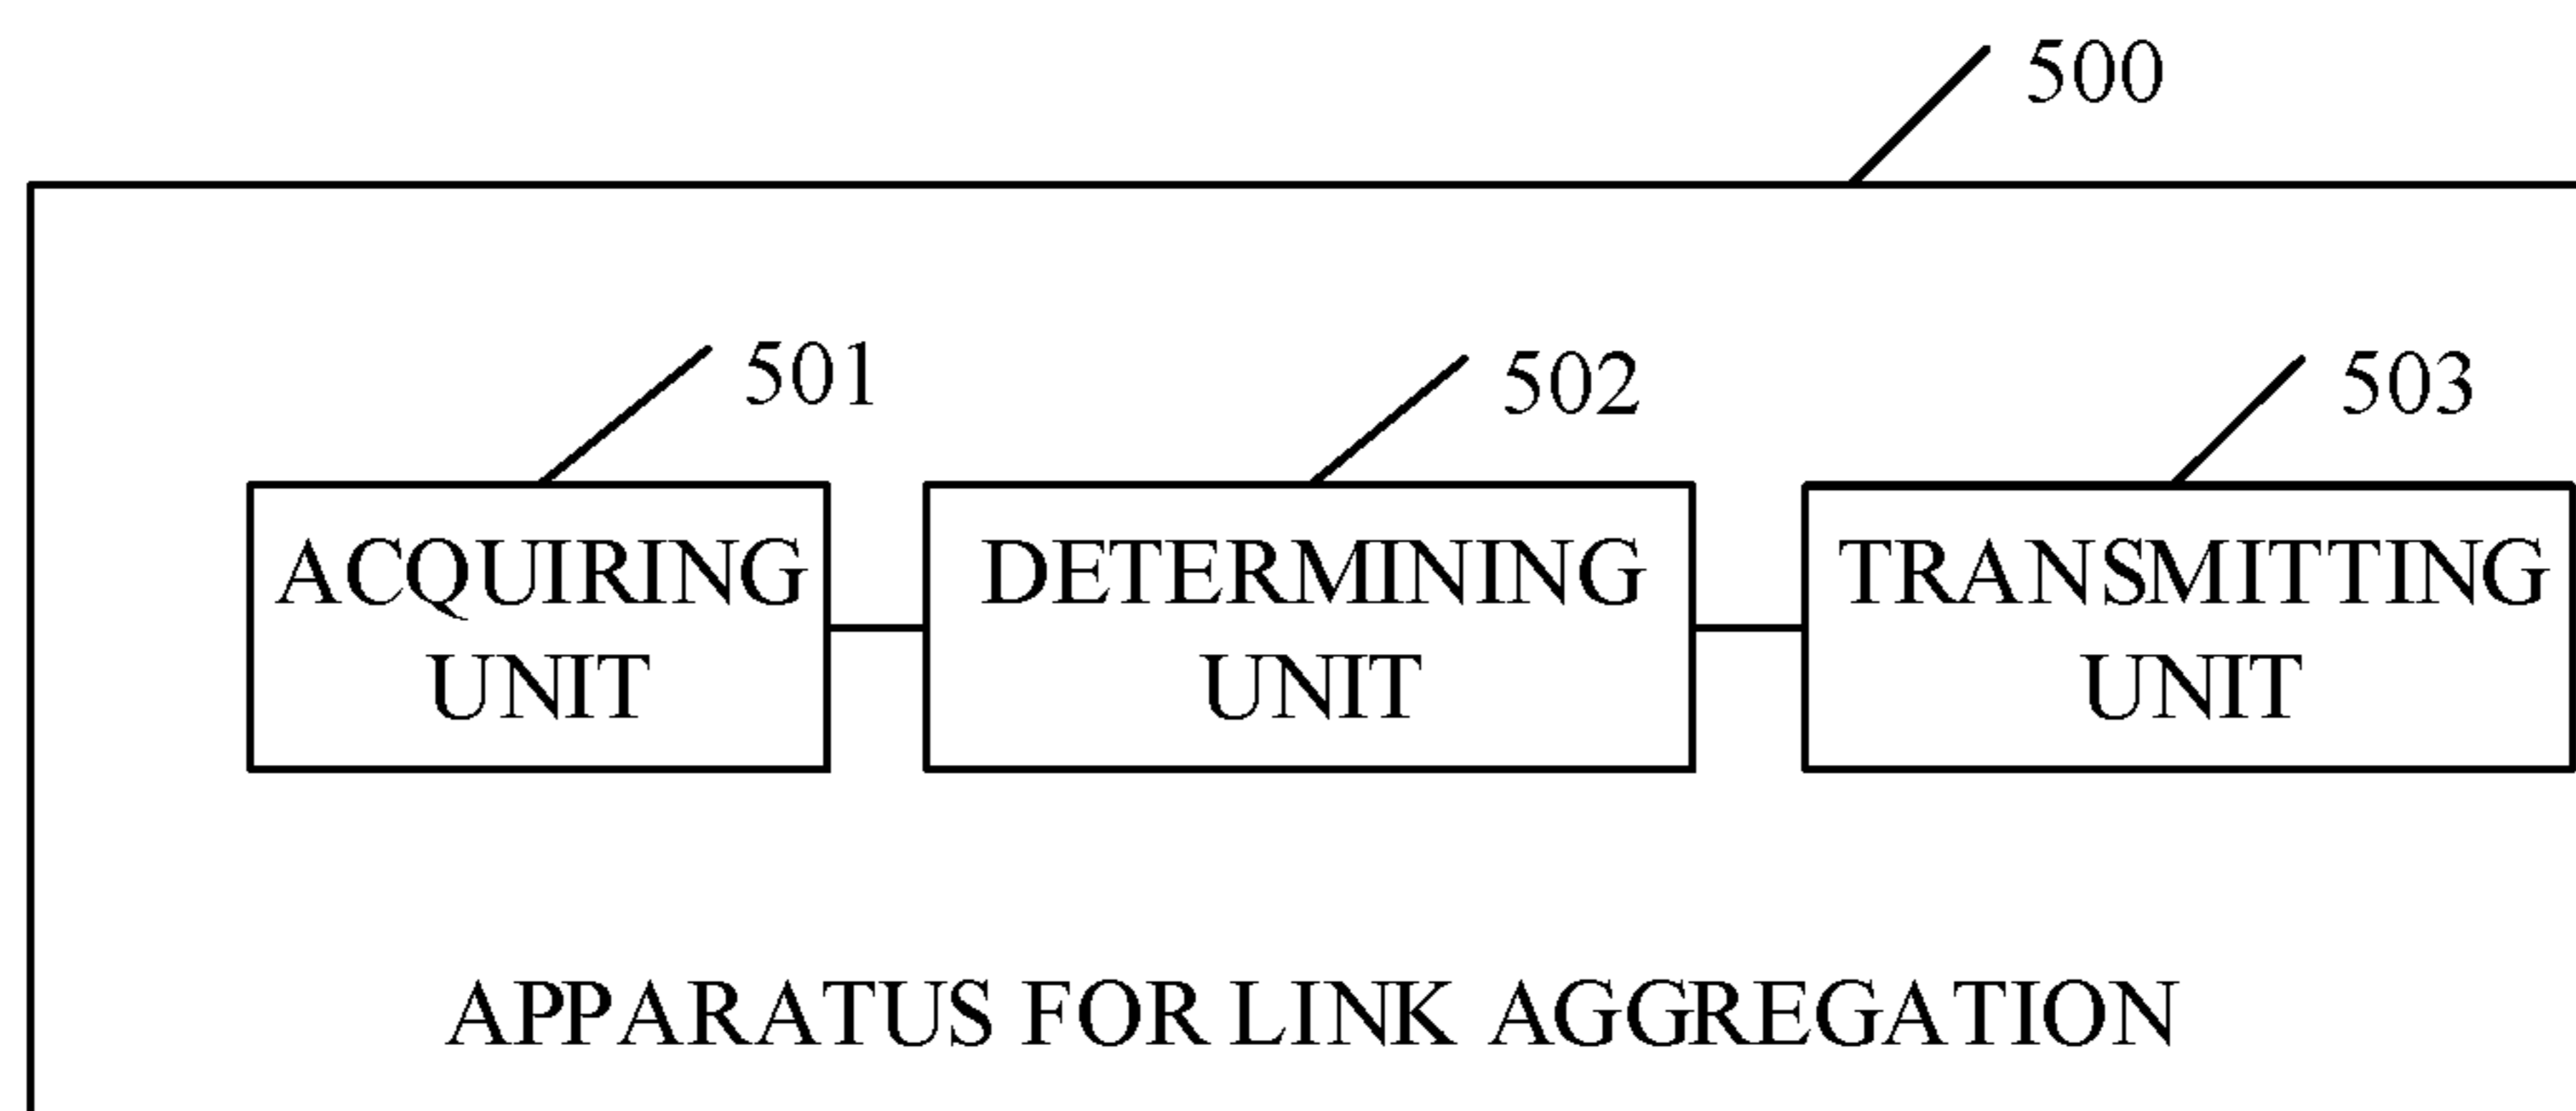 500
501
502
503
ACQUIRING
UNIT
DETERMINING
UNIT
TRANSMITTING
UNIT
APPARATUS FOR LINK AGGREGATION